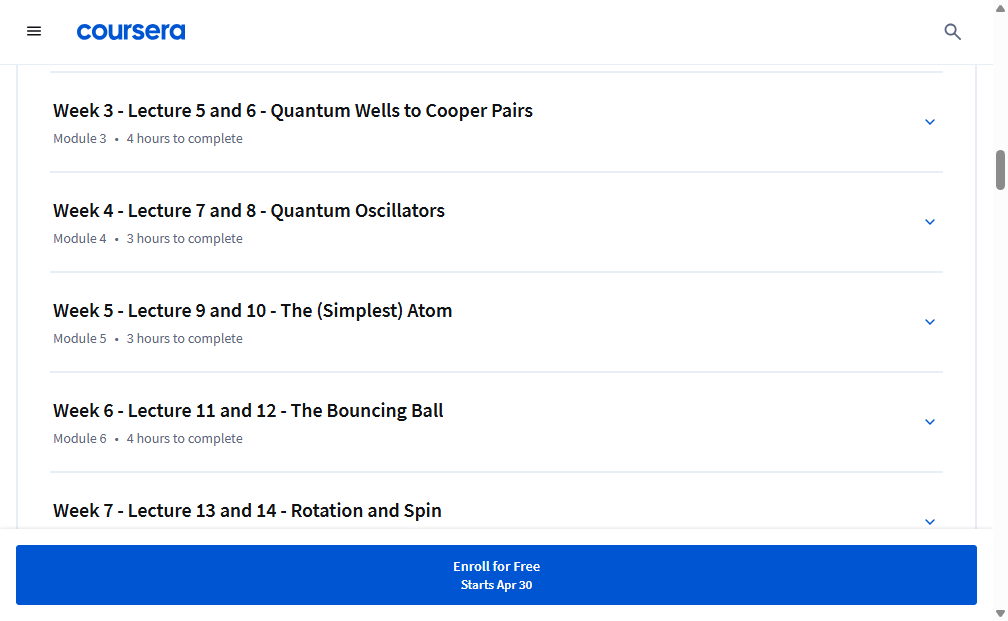 coursera
Week 3 - Lecture 5 and 6 - Quantum Wells to Cooper Pairs
Module 3 • 4 hours to complete
Week 4 - Lecture 7 and 8 - Quantum Oscillators
Module 4 • 3 hours to complete
Week 5 - Lecture 9 and 10 - The (Simplest) Atom
Module 5 • 3 hours to complete
Week 6 - Lecture 11 and 12 - The Bouncing Ball
Module 6 • 4 hours to complete
Week 7 - Lecture 13 and 14 - Rotation and Spin
Enroll for Free
Starts Apr 30